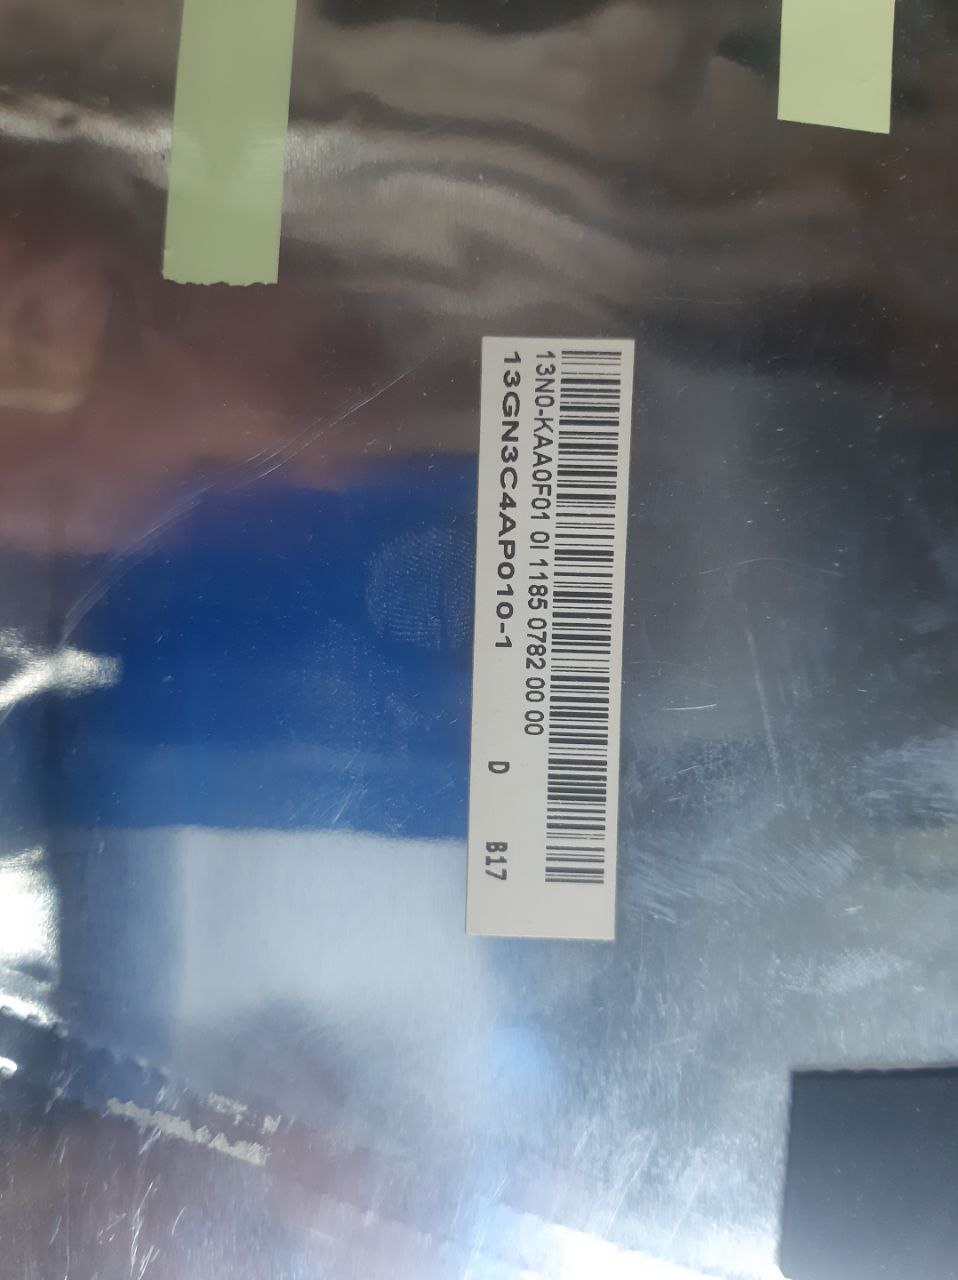 13N0-KAA0F01 0I 1185 0782 00 00
13GN3C4AP010-1 D B17